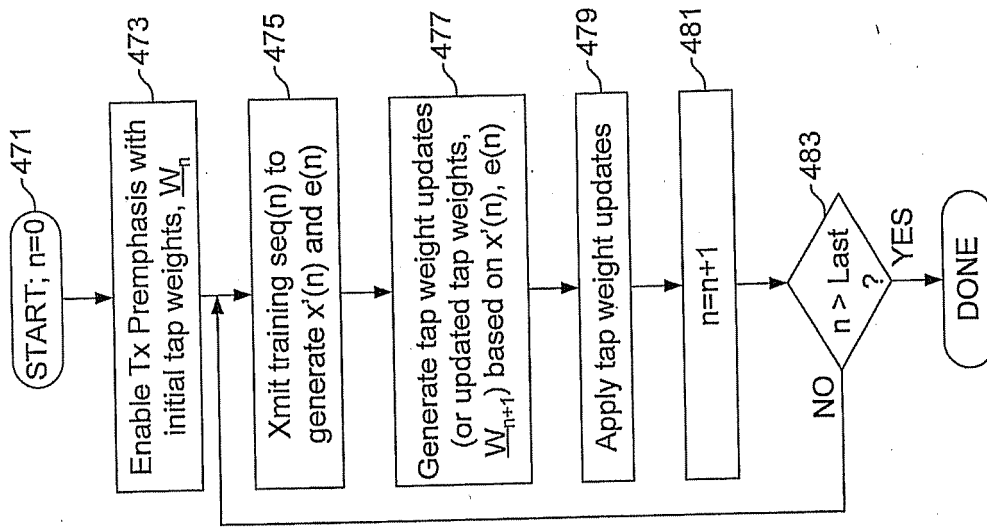 START; n=0
471
Enable Tx Premphasis with
initial tap weights, W_n
473
Xmit training seq(n) to
generate x'(n) and e(n)
475
Generate tap weight updates
(or updated tap weights,
W_n+1) based on x'(n), e(n)
477
Apply tap weight updates
479
n=n+1
481
n > Last
?
483
NO
YES
DONE